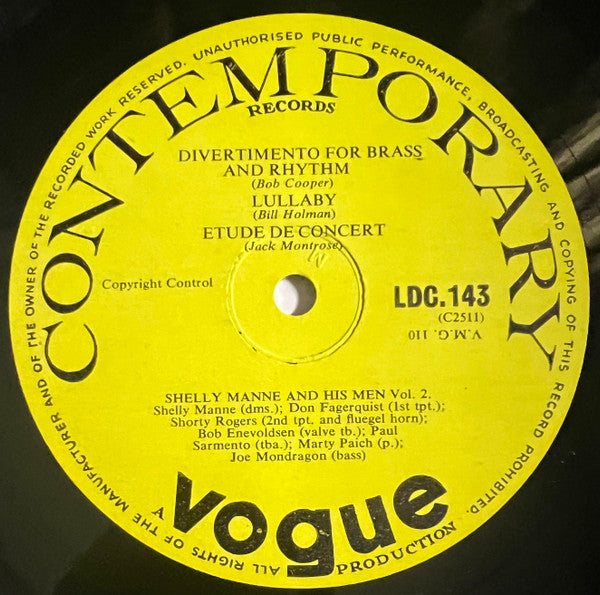 ALL RIGHTS OF THE MANUFACTURER AND OF THE OWNER OF THE RECORDED WORK RESERVED. UNAUTHORISED PUBLIC PERFORMANCE, BROADCASTING AND COPYING OF THIS RECORD PROHIBITED.
CONTEMPORARY
RECORDS
DIVERTIMENTO FOR BRASS
AND RHYTHM
(Bob Cooper)
LULLABY
(Bill Holman)
ETUDE DE CONCERT
(Jack Montrose)
Copyright Control
LDC.143
(C2511)
V.M.G. 110
SHELLY MANNE AND HIS MEN Vol. 2.
Shelly Manne (dms.); Don Fagerquist (1st tpt.);
Shorty Rogers (2nd tpt. and fluegel horn);
Bob Enevoldsen (valve tb.); Paul
Sarmento (tba.); Marty Paich (p.);
Joe Mondragon (bass)
A
vogue
PRODUCTION